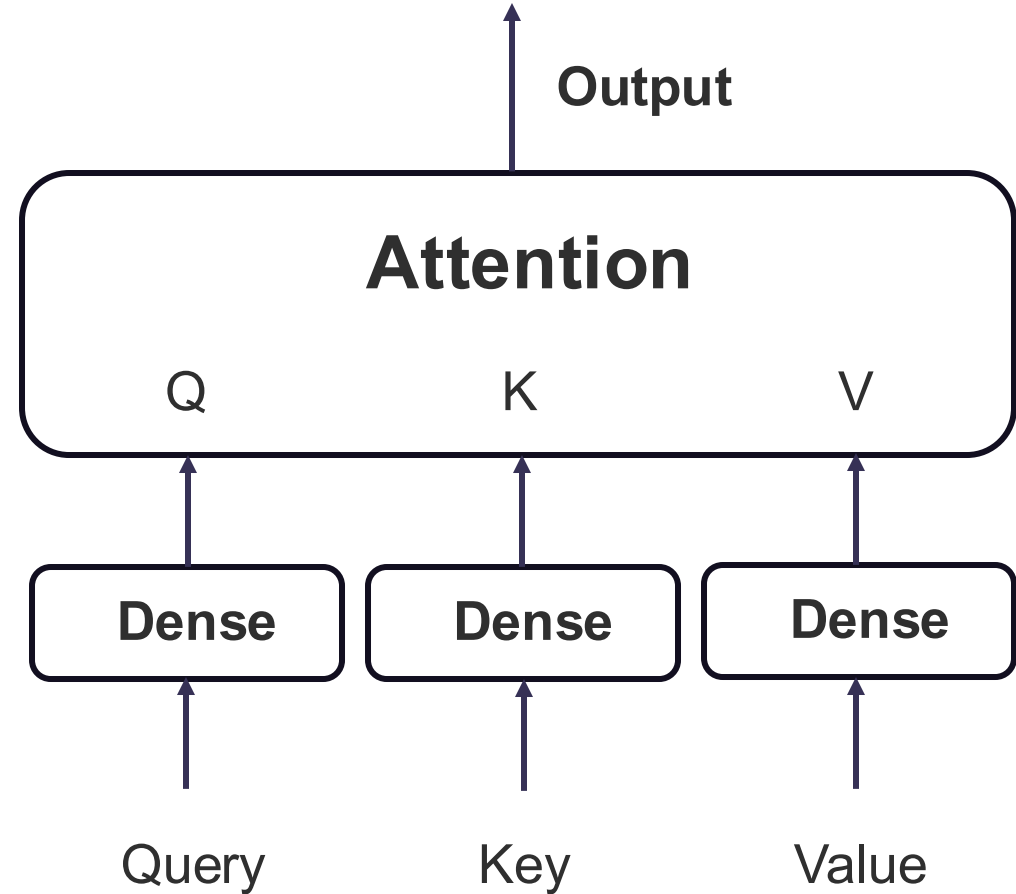 Output
Attention
Q K V
Dense Dense Dense
Query Key Value